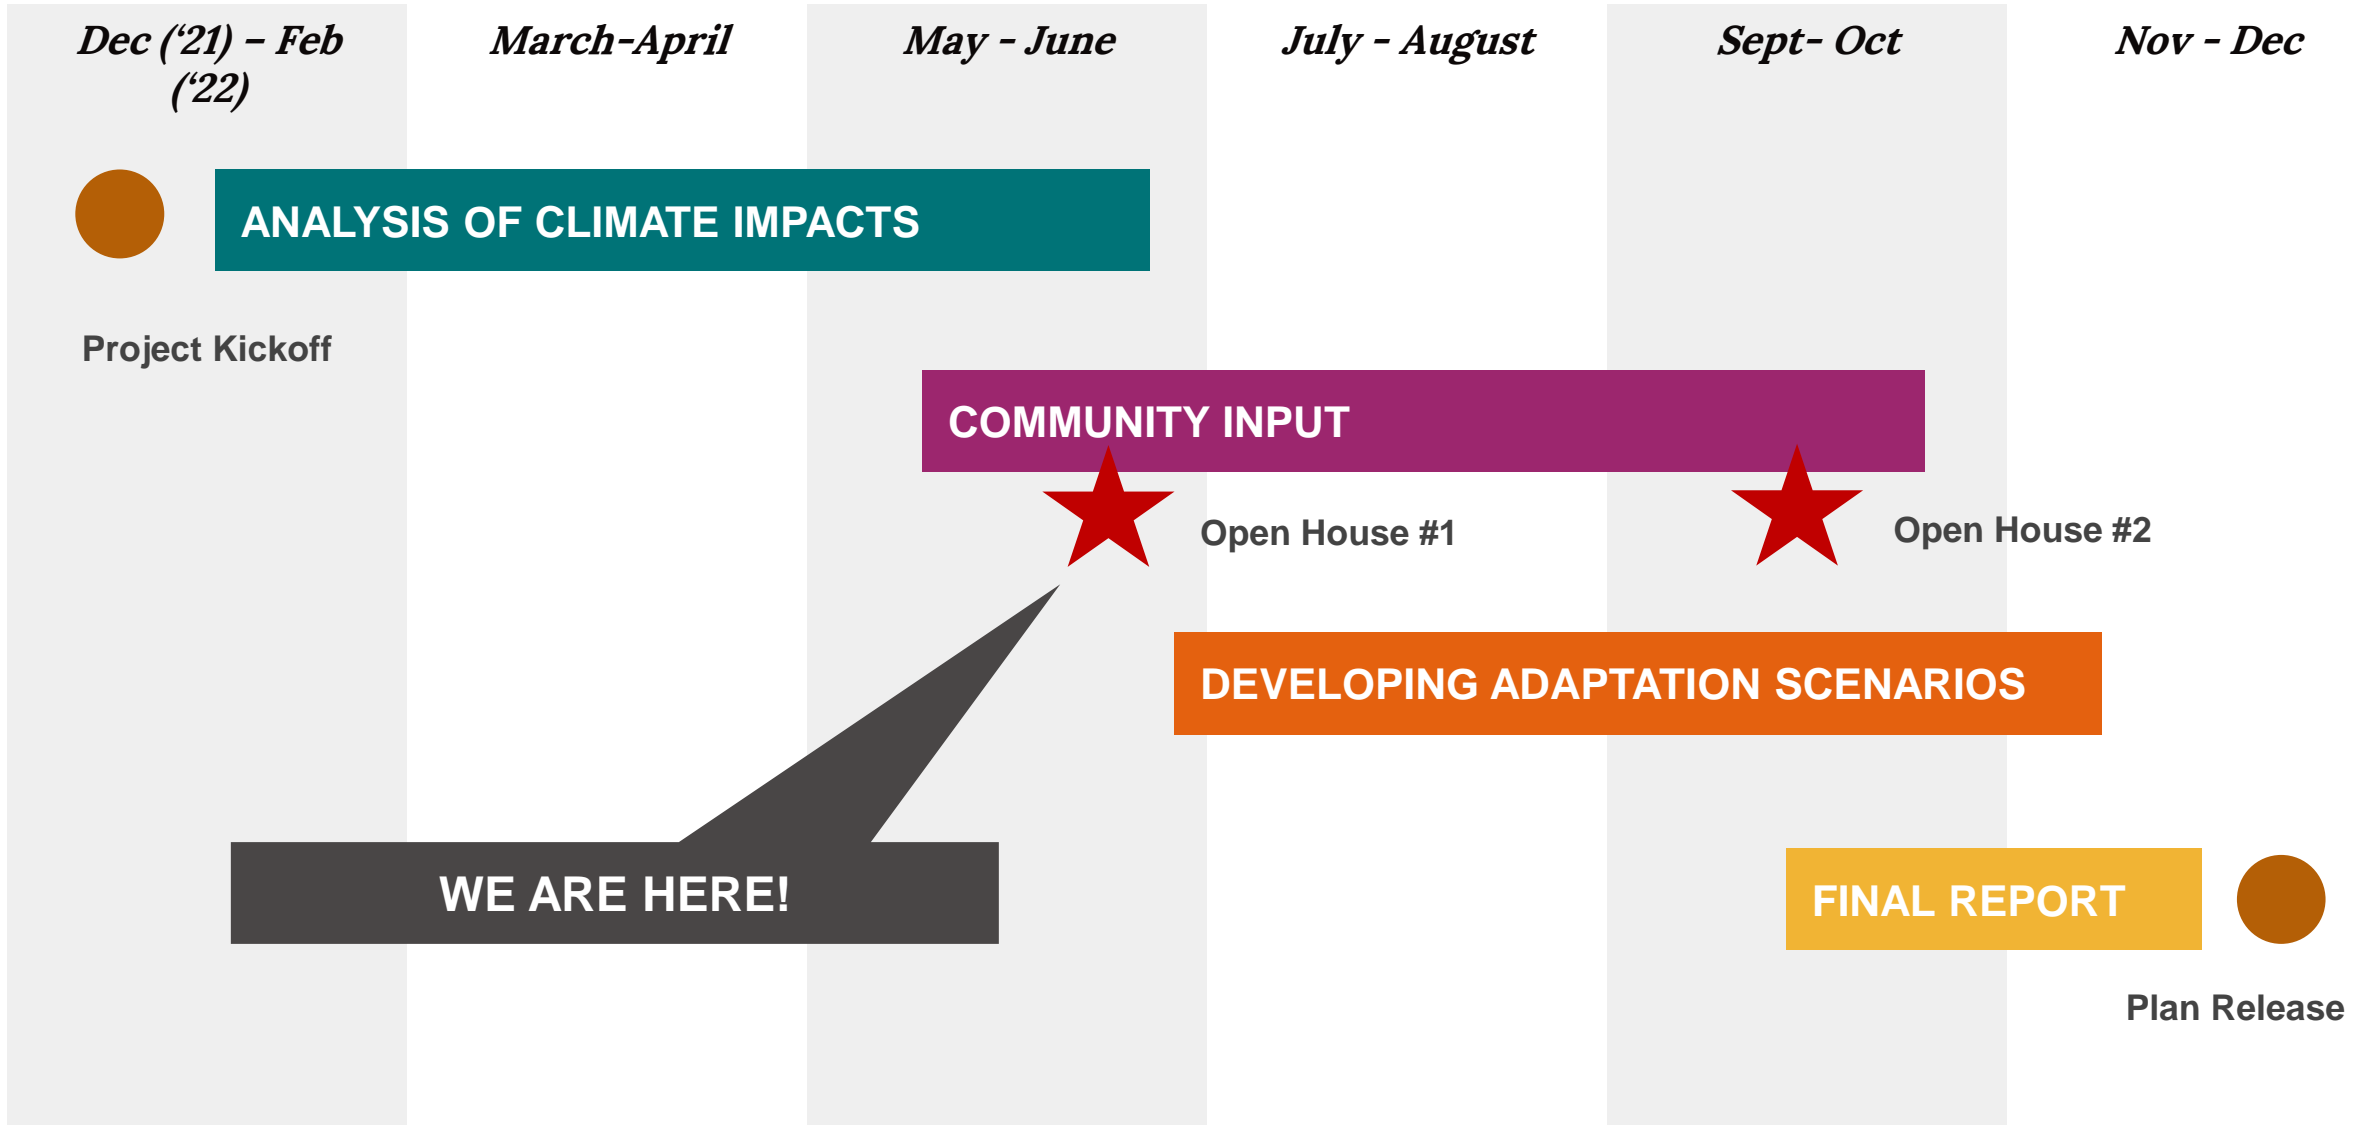 Dec (‘21) – Feb
(‘22)
March-April
May - June
July - August
Sept- Oct
Nov - Dec
ANALYSIS OF CLIMATE IMPACTS
Project Kickoff
COMMUNITY INPUT
Open House #1
Open House #2
DEVELOPING ADAPTATION SCENARIOS
WE ARE HERE!
FINAL REPORT
Plan Release